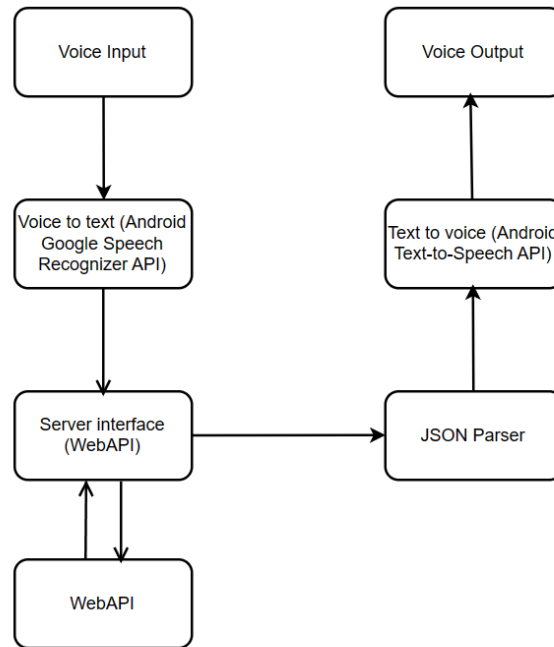 Voice Input
Voice Output
Voice to text (Android
Google Speech
Recognizer API)
Text to voice (Android
Text-to-Speech API)
Server interface
(WebAPI)
JSON Parser
WebAPI